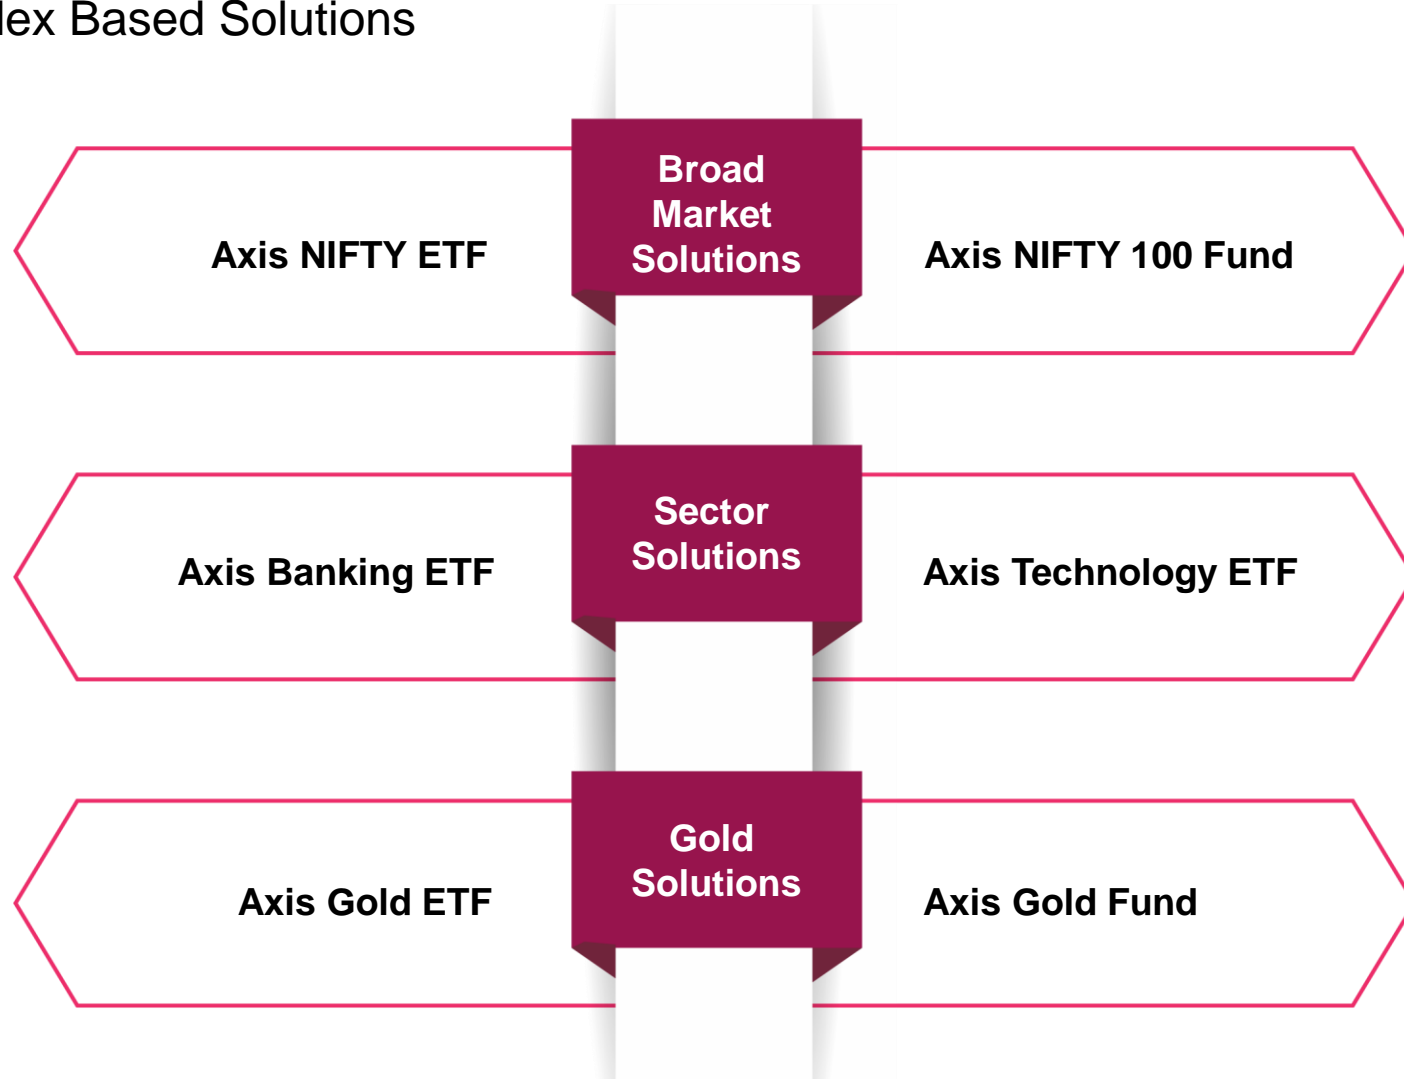 Based Solutions
Broad
Market
Solutions
Axis NIFTY ETF
Axis NIFTY 100 Fund
Sector
Solutions
Axis Banking ETF
Axis Technology ETF
Gold
Solutions
Axis Gold ETF
Axis Gold Fund